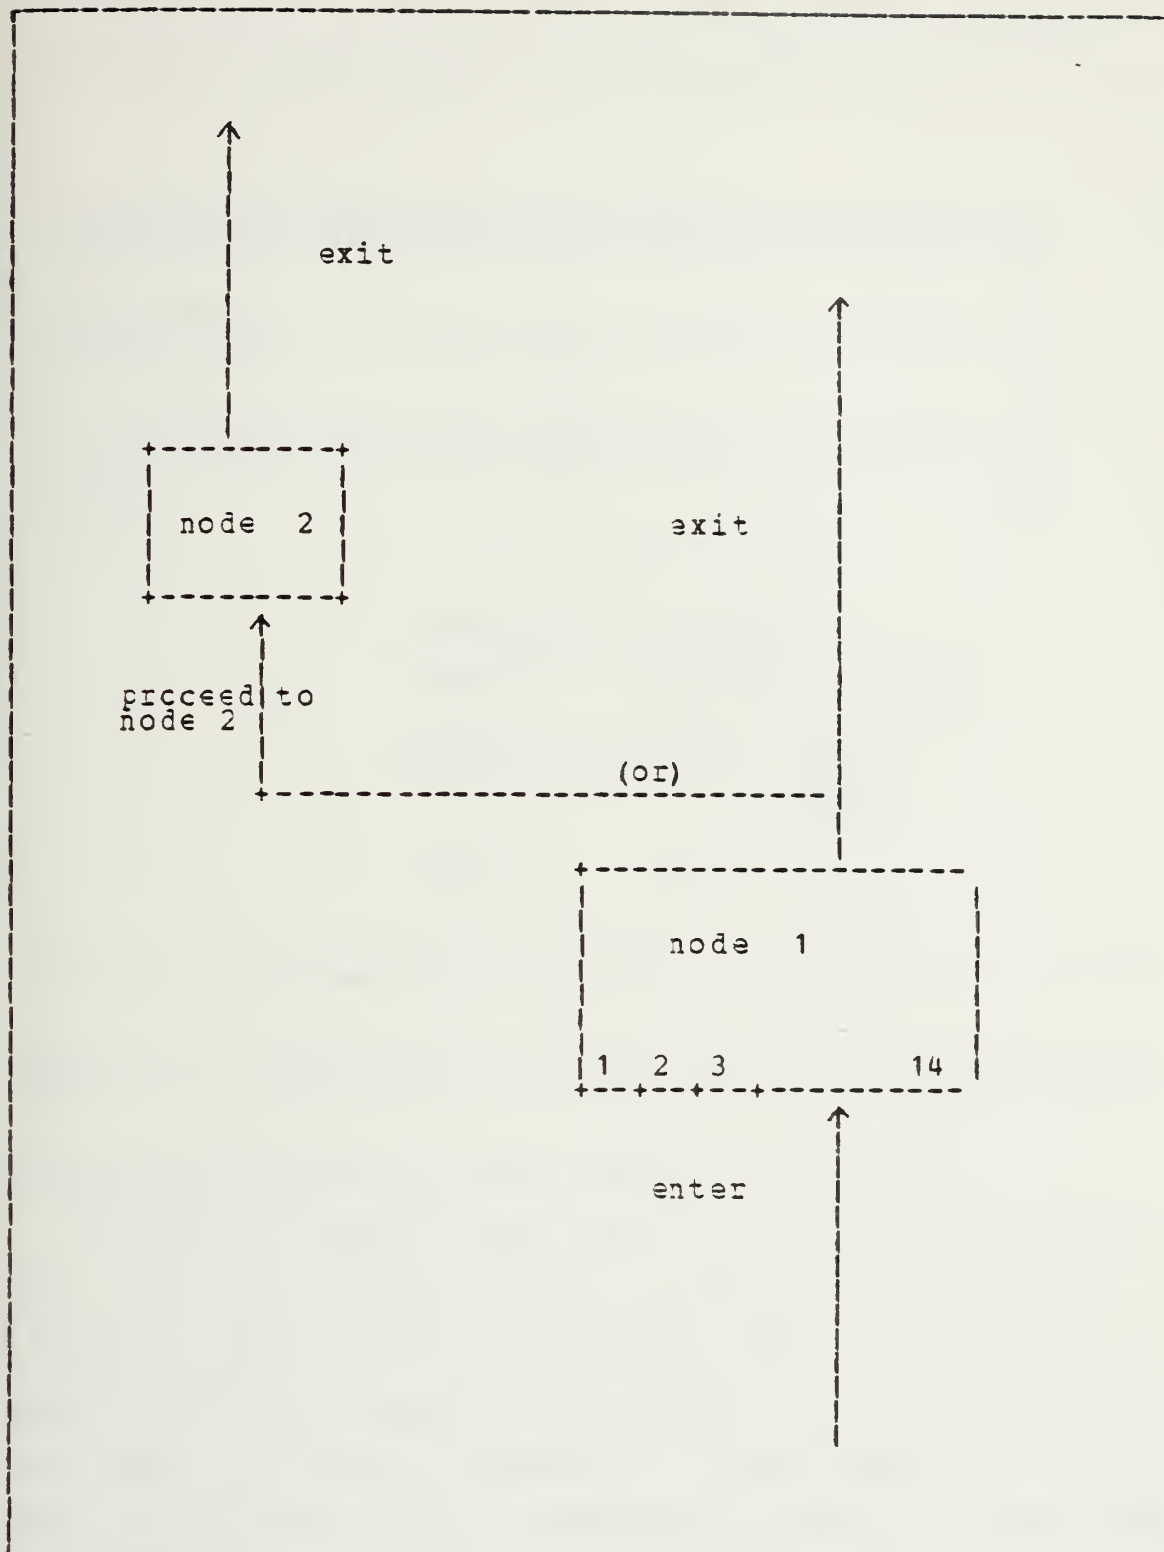 exit
node 2
exit
proceed to
node 2
(or)
node 1
1 2 3 14
enter